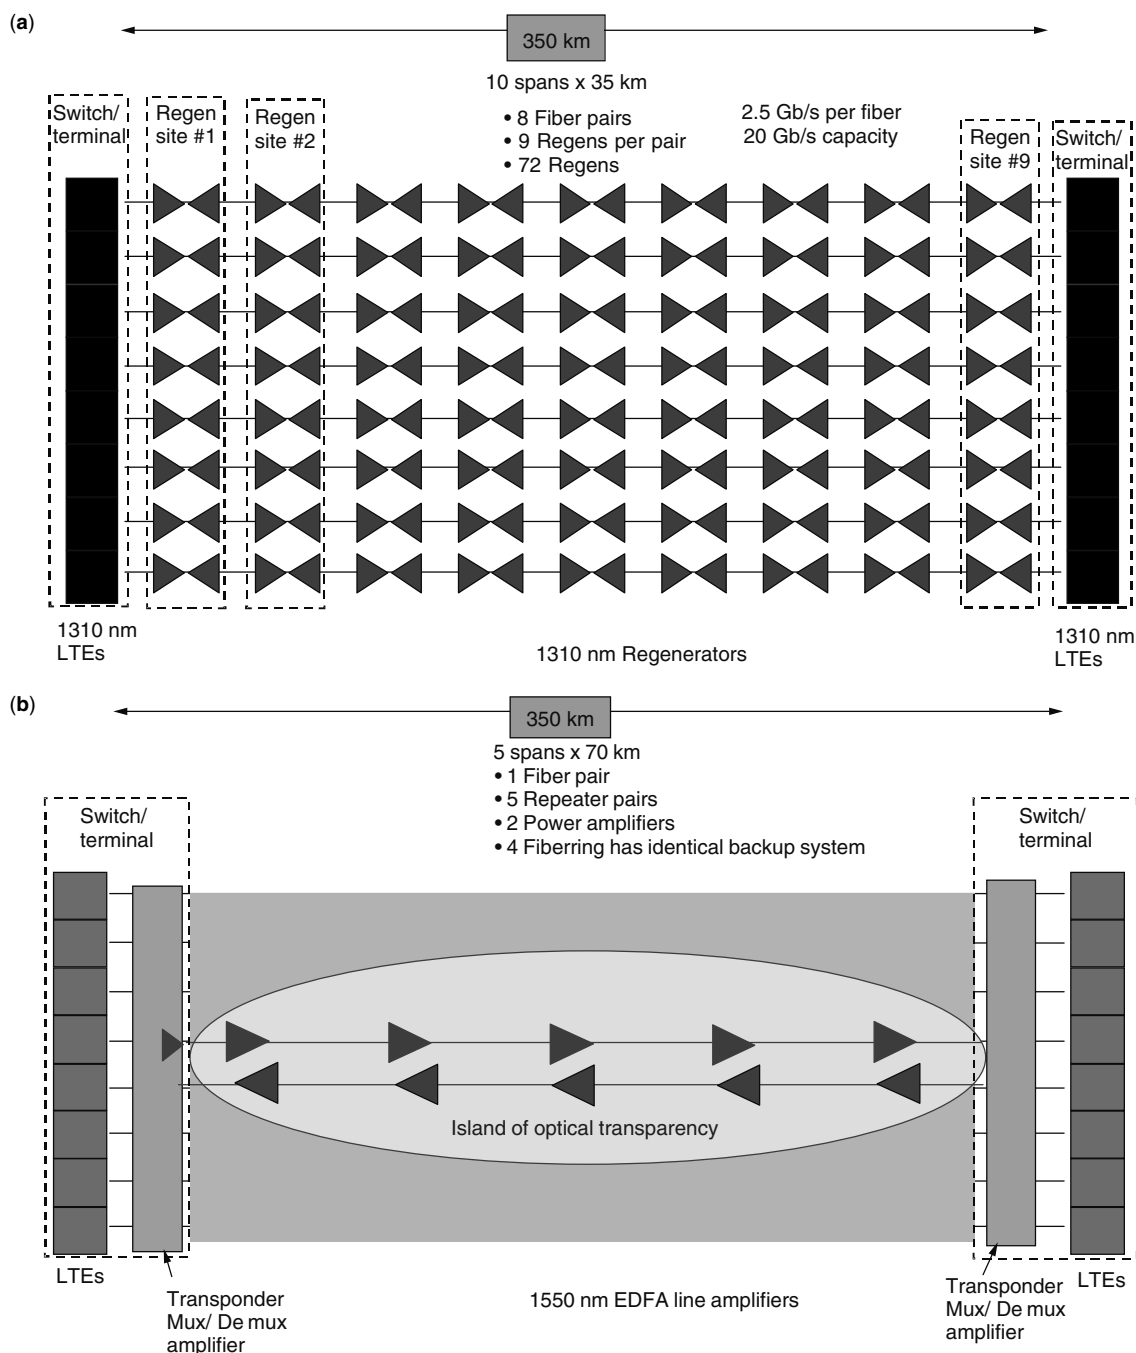 (a)
350 km
10 spans x 35 km
• 8 Fiber pairs
• 9 Regens per pair
• 72 Regens
2.5 Gb/s per fiber
20 Gb/s capacity
Switch/
terminal
Regen
site #1
Regen
site #2
Regen
site #9
Switch/
terminal
1310 nm
LTEs
1310 nm Regenerators
1310 nm
LTEs
(b)
350 km
5 spans x 70 km
• 1 Fiber pair
• 5 Repeater pairs
• 2 Power amplifiers
• 4 Fiberring has identical backup system
Switch/
terminal
Switch/
terminal
Island of optical transparency
LTEs
Transponder
Mux/ De mux
amplifier
1550 nm EDFA line amplifiers
Transponder
Mux/ De mux
amplifier
LTEs